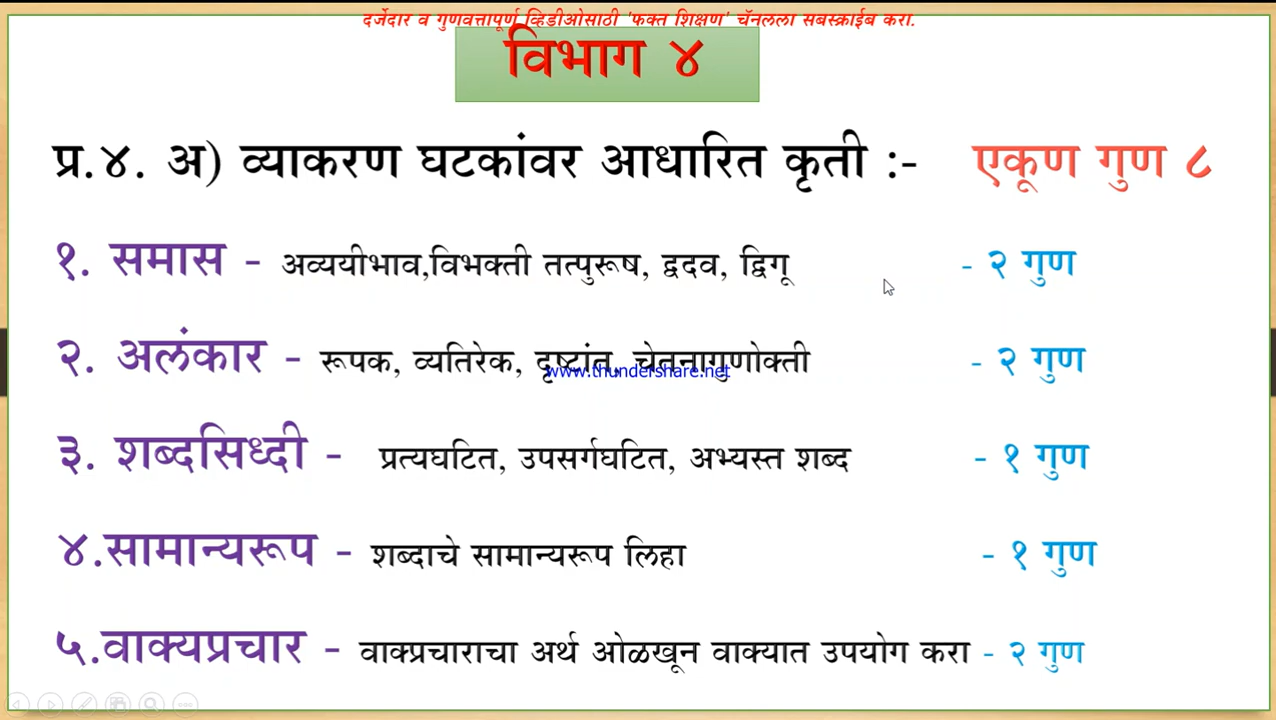 दर्जेदार व गुणवत्तापूर्ण व्हिडीओसाठी 'फक्त शिक्षण' चॅनलला सबस्क्राईब करा.
विभाग ४
प्र.४. अ) व्याकरण घटकांवर आधारित कृती :- एकूण गुण ८
१. समास - अव्ययीभाव,विभक्ती तत्पुरूष, द्वदव, द्विगू - २ गुण
२. अलंकार - रूपक, व्यतिरेक, दृष्टांत, चेतनागुणोक्ती - २ गुण
www.thundershare.net
३. शब्दसिध्दी - प्रत्यघटित, उपसर्गघटित, अभ्यस्त शब्द - १ गुण
४.सामान्यरूप - शब्दाचे सामान्यरूप लिहा - १ गुण
५.वाक्यप्रचार - वाक्प्रचाराचा अर्थ ओळखून वाक्यात उपयोग करा - २ गुण